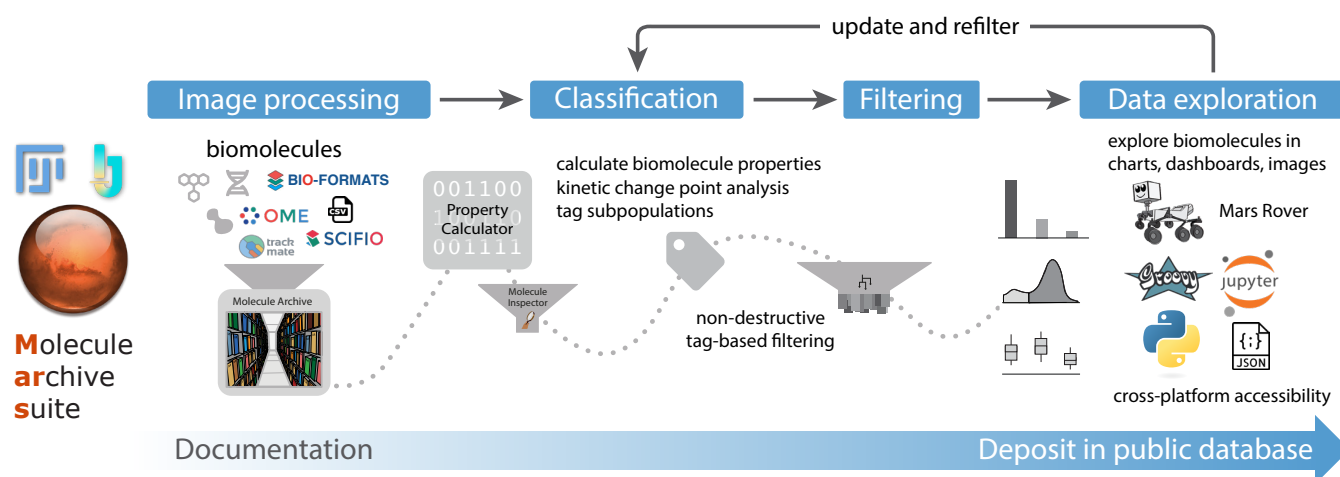 update and refilter
Image processing
Classification
Filtering
Data exploration
biomolecules
BIO-FORMATS
OME
CSV
track
mate
SCIFIO
Molecule Archive
Molecule
archive
suite
001100
Property
Calculator
001111
Molecule
Inspector
calculate biomolecule properties
kinetic change point analysis
tag subpopulations
non-destructive
tag-based filtering
explore biomolecules in
charts, dashboards, images
Mars Rover
Groovy
jupyter
{:}
JSON
cross-platform accessibility
Documentation
Deposit in public database